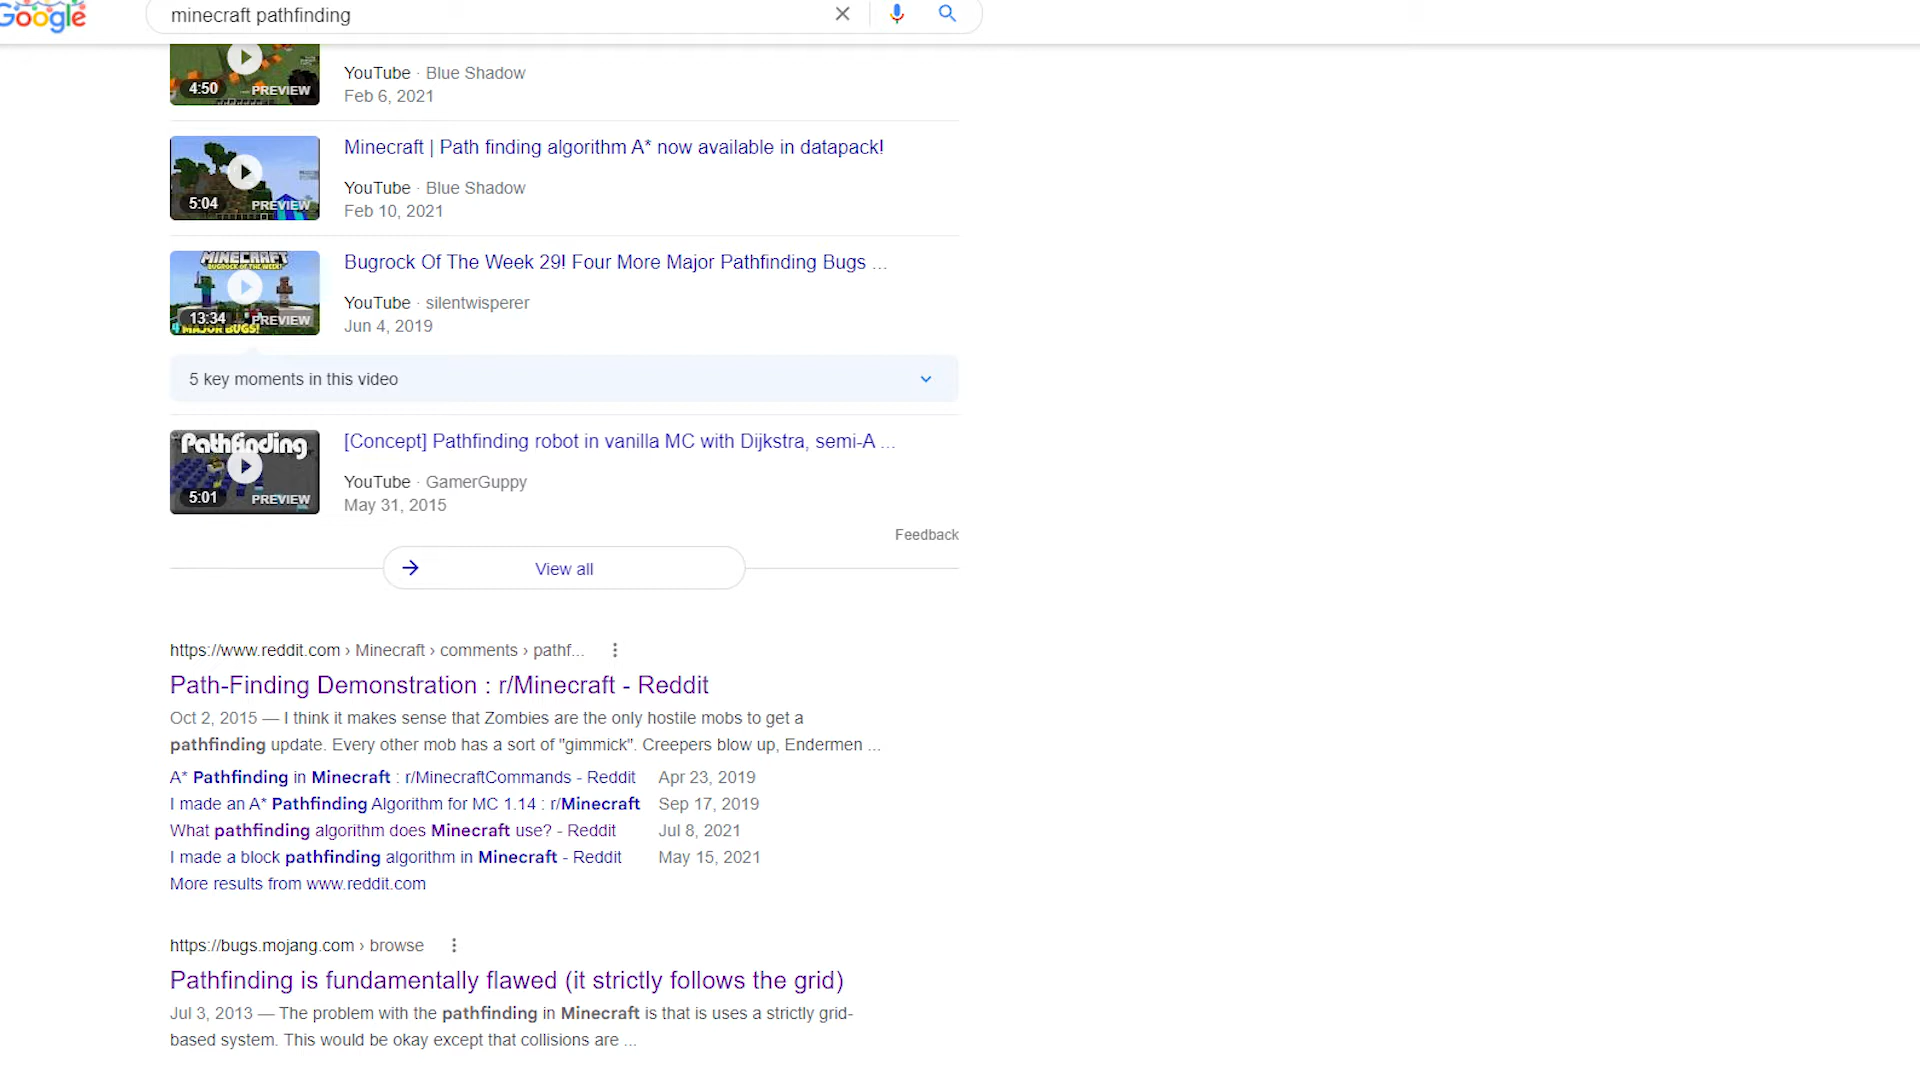 Google
minecraft pathfinding
4:50
PREVIEW
YouTube · Blue Shadow
Feb 6, 2021
Minecraft | Path finding algorithm A* now available in datapack!
5:04
PREVIEW
YouTube · Blue Shadow
Feb 10, 2021
MINECRAFT
BUGROCK OF THE WEEK!
13:34
PREVIEW
4 MAJOR BUGS!
Bugrock Of The Week 29! Four More Major Pathfinding Bugs ...
YouTube · silentwisperer
Jun 4, 2019
5 key moments in this video
Pathfinding
5:01
PREVIEW
[Concept] Pathfinding robot in vanilla MC with Dijkstra, semi-A ...
YouTube · GamerGuppy
May 31, 2015
Feedback
View all
https://www.reddit.com › Minecraft › comments › pathf...
Path-Finding Demonstration : r/Minecraft - Reddit
Oct 2, 2015 — I think it makes sense that Zombies are the only hostile mobs to get a
pathfinding update. Every other mob has a sort of "gimmick". Creepers blow up, Endermen ...
A* Pathfinding in Minecraft : r/MinecraftCommands - Reddit Apr 23, 2019
I made an A* Pathfinding Algorithm for MC 1.14 : r/Minecraft Sep 17, 2019
What pathfinding algorithm does Minecraft use? - Reddit Jul 8, 2021
I made a block pathfinding algorithm in Minecraft - Reddit May 15, 2021
More results from www.reddit.com
https://bugs.mojang.com › browse
Pathfinding is fundamentally flawed (it strictly follows the grid)
Jul 3, 2013 — The problem with the pathfinding in Minecraft is that is uses a strictly grid-
based system. This would be okay except that collisions are ...